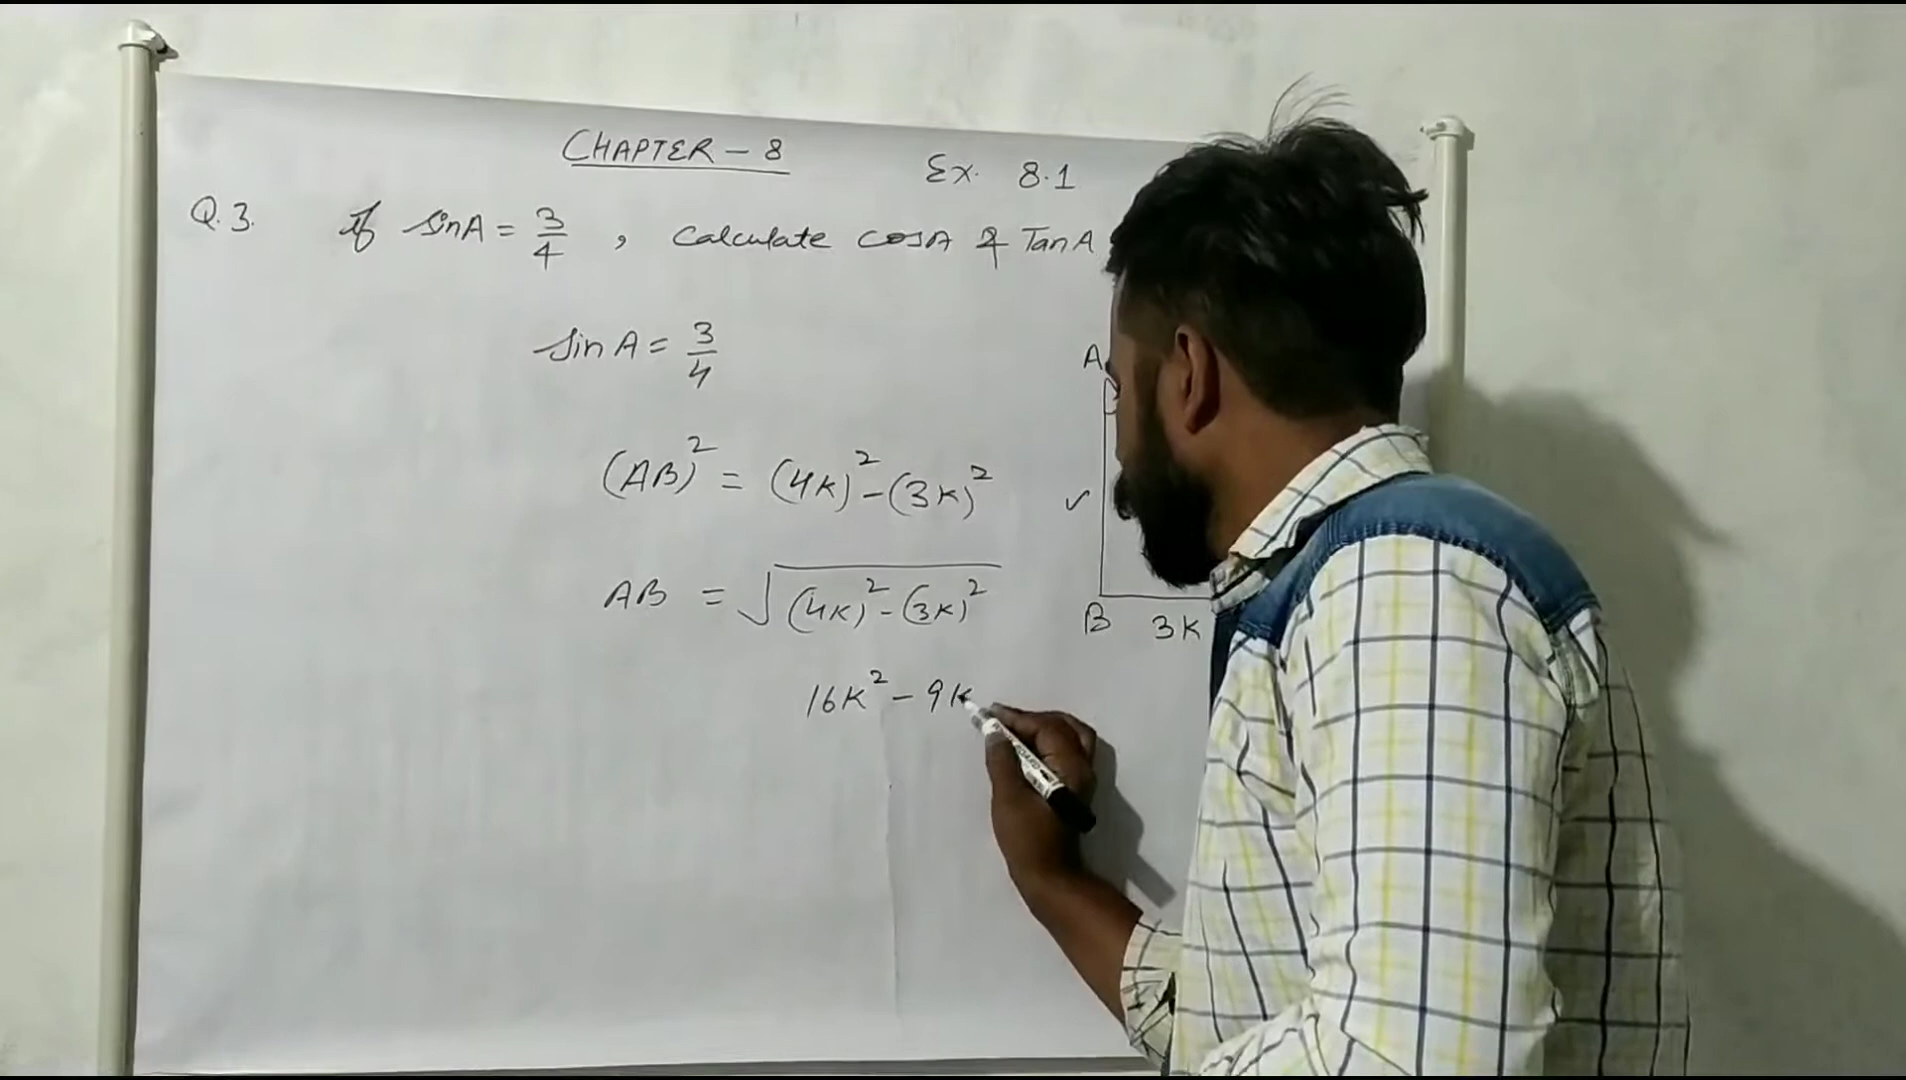 CHAPTER - 8
Ex. 8.1
Q.3. If sinA = 3/4 , Calculate cosA & TanA
sinA = 3/4
(AB)² = (4K)² - (3K)²
AB = √(4K)² - (3K)²
16K² - 9K
A
B 3K